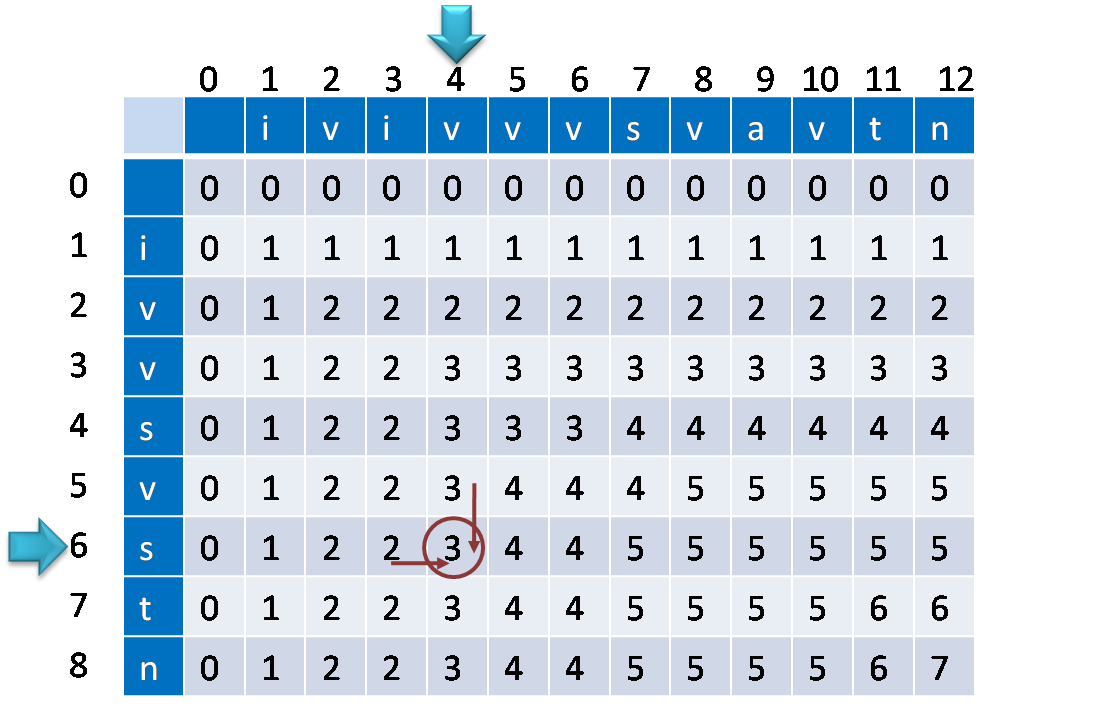 0 1 2 3 4 5 6 7 8 9 10 11 12
i v i v v v s v a v t n
0 0 0 0 0 0 0 0 0 0 0 0 0 0
1 i 0 1 1 1 1 1 1 1 1 1 1 1 1
2 v 0 1 2 2 2 2 2 2 2 2 2 2 2
3 v 0 1 2 2 3 3 3 3 3 3 3 3 3
4 s 0 1 2 2 3 3 3 4 4 4 4 4 4
5 v 0 1 2 2 3 4 4 4 5 5 5 5 5
6 s 0 1 2 2 3 4 4 5 5 5 5 5 5
7 t 0 1 2 2 3 4 4 5 5 5 5 6 6
8 n 0 1 2 2 3 4 4 5 5 5 5 6 7